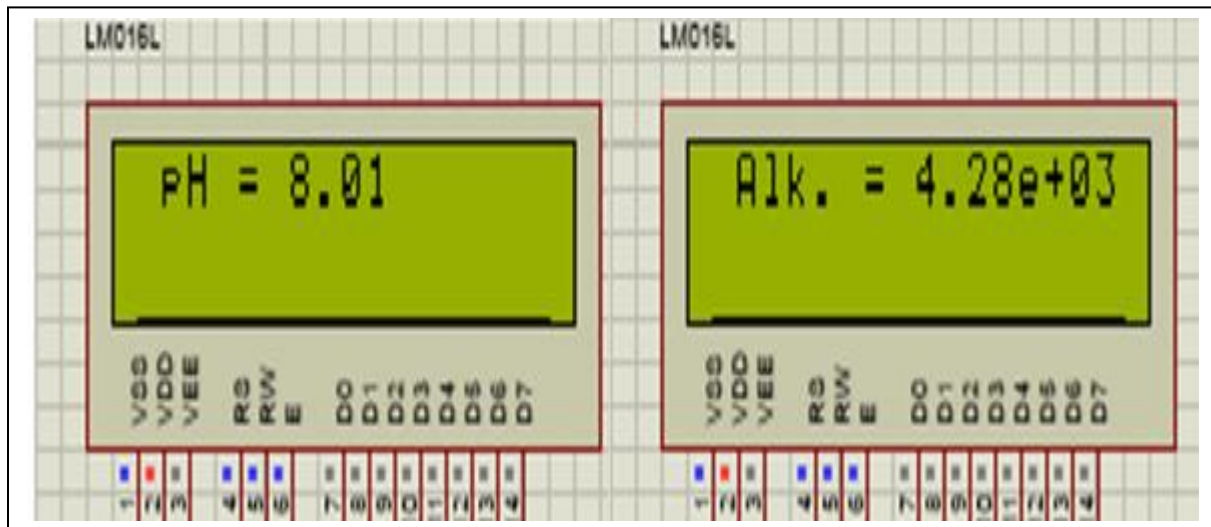 LM016L
pH = 8.01
VSS
VDD
VEE
RS
RW
E
D0
D1
D2
D3
D4
D5
D6
D7
1
2
3
4
5
6
7
8
9
10
11
12
13
14
LM016L
Alk. = 4.28e+03
VSS
VDD
VEE
RS
RW
E
D0
D1
D2
D3
D4
D5
D6
D7
1
2
3
4
5
6
7
8
9
10
11
12
13
14